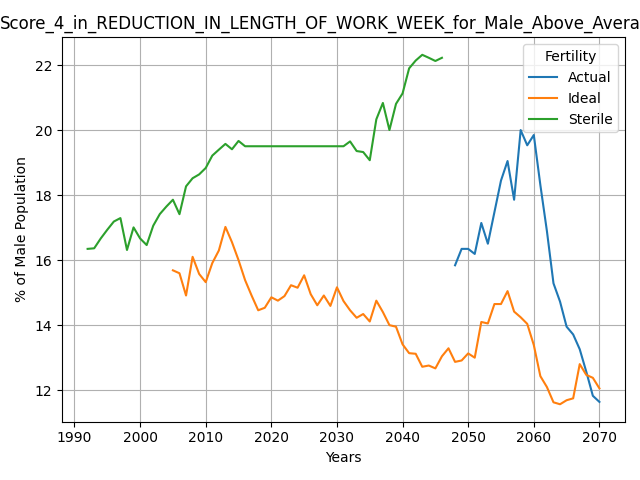 Score_4_in_REDUCTION_IN_LENGTH_OF_WORK_WEEK_for_Male_Above_Avera
Fertility
Actual
Ideal
Sterile
% of Male Population
22
20
18
16
14
12
1990 2000 2010 2020 2030 2040 2050 2060 2070
Years